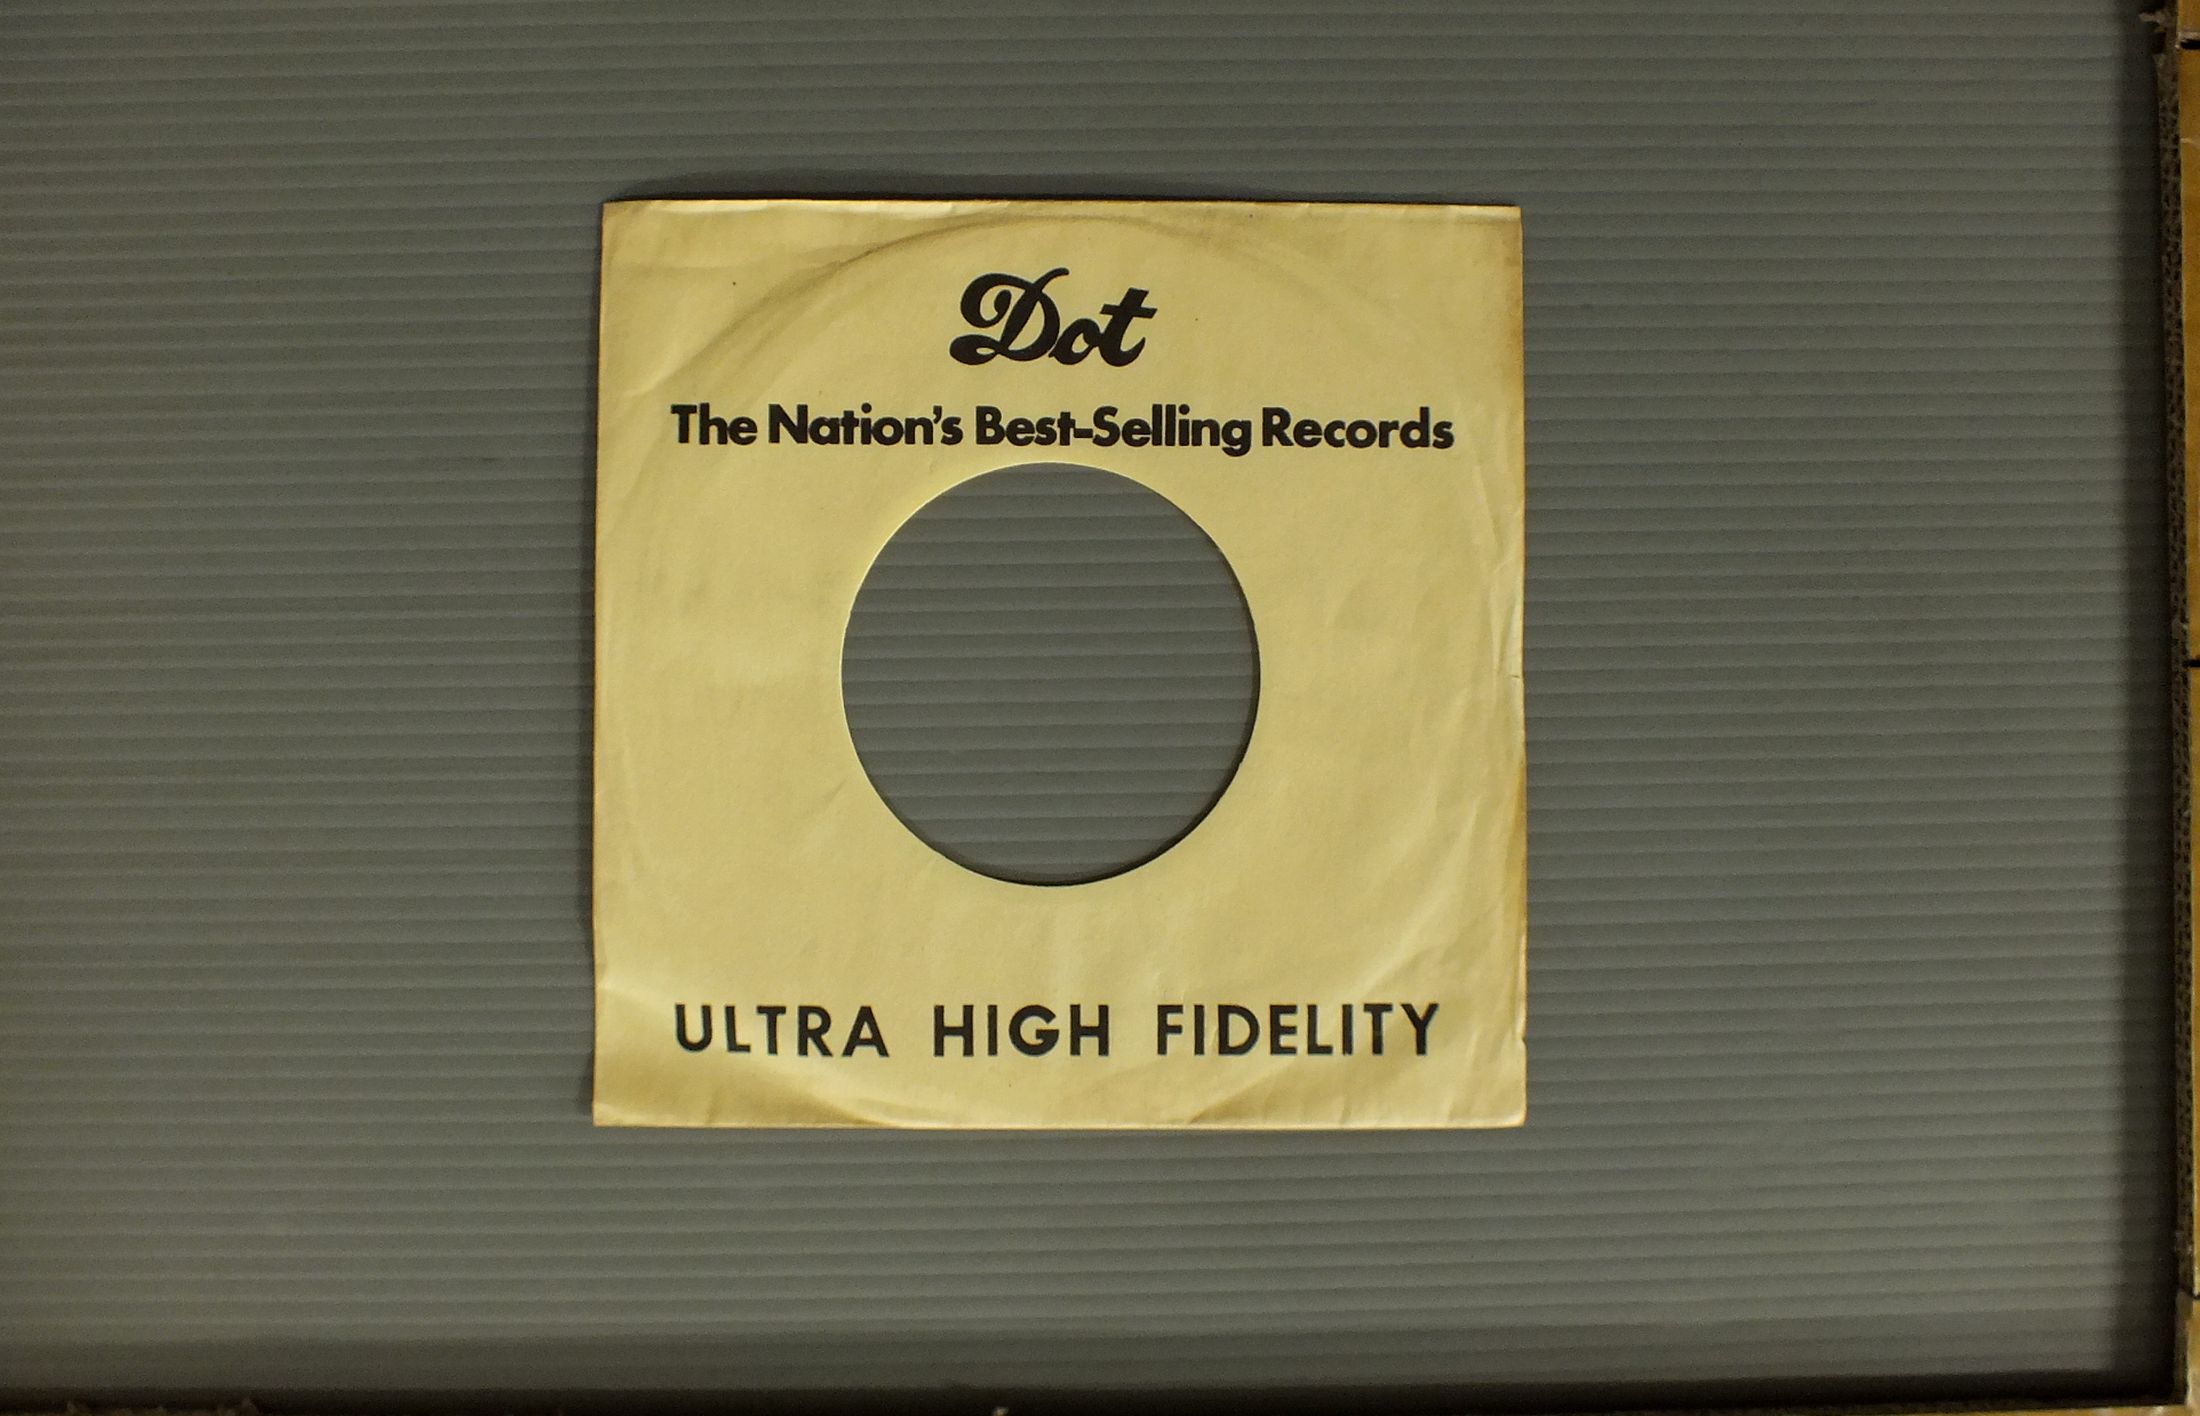 Dot
The Nation's Best-Selling Records
ULTRA HIGH FIDELITY